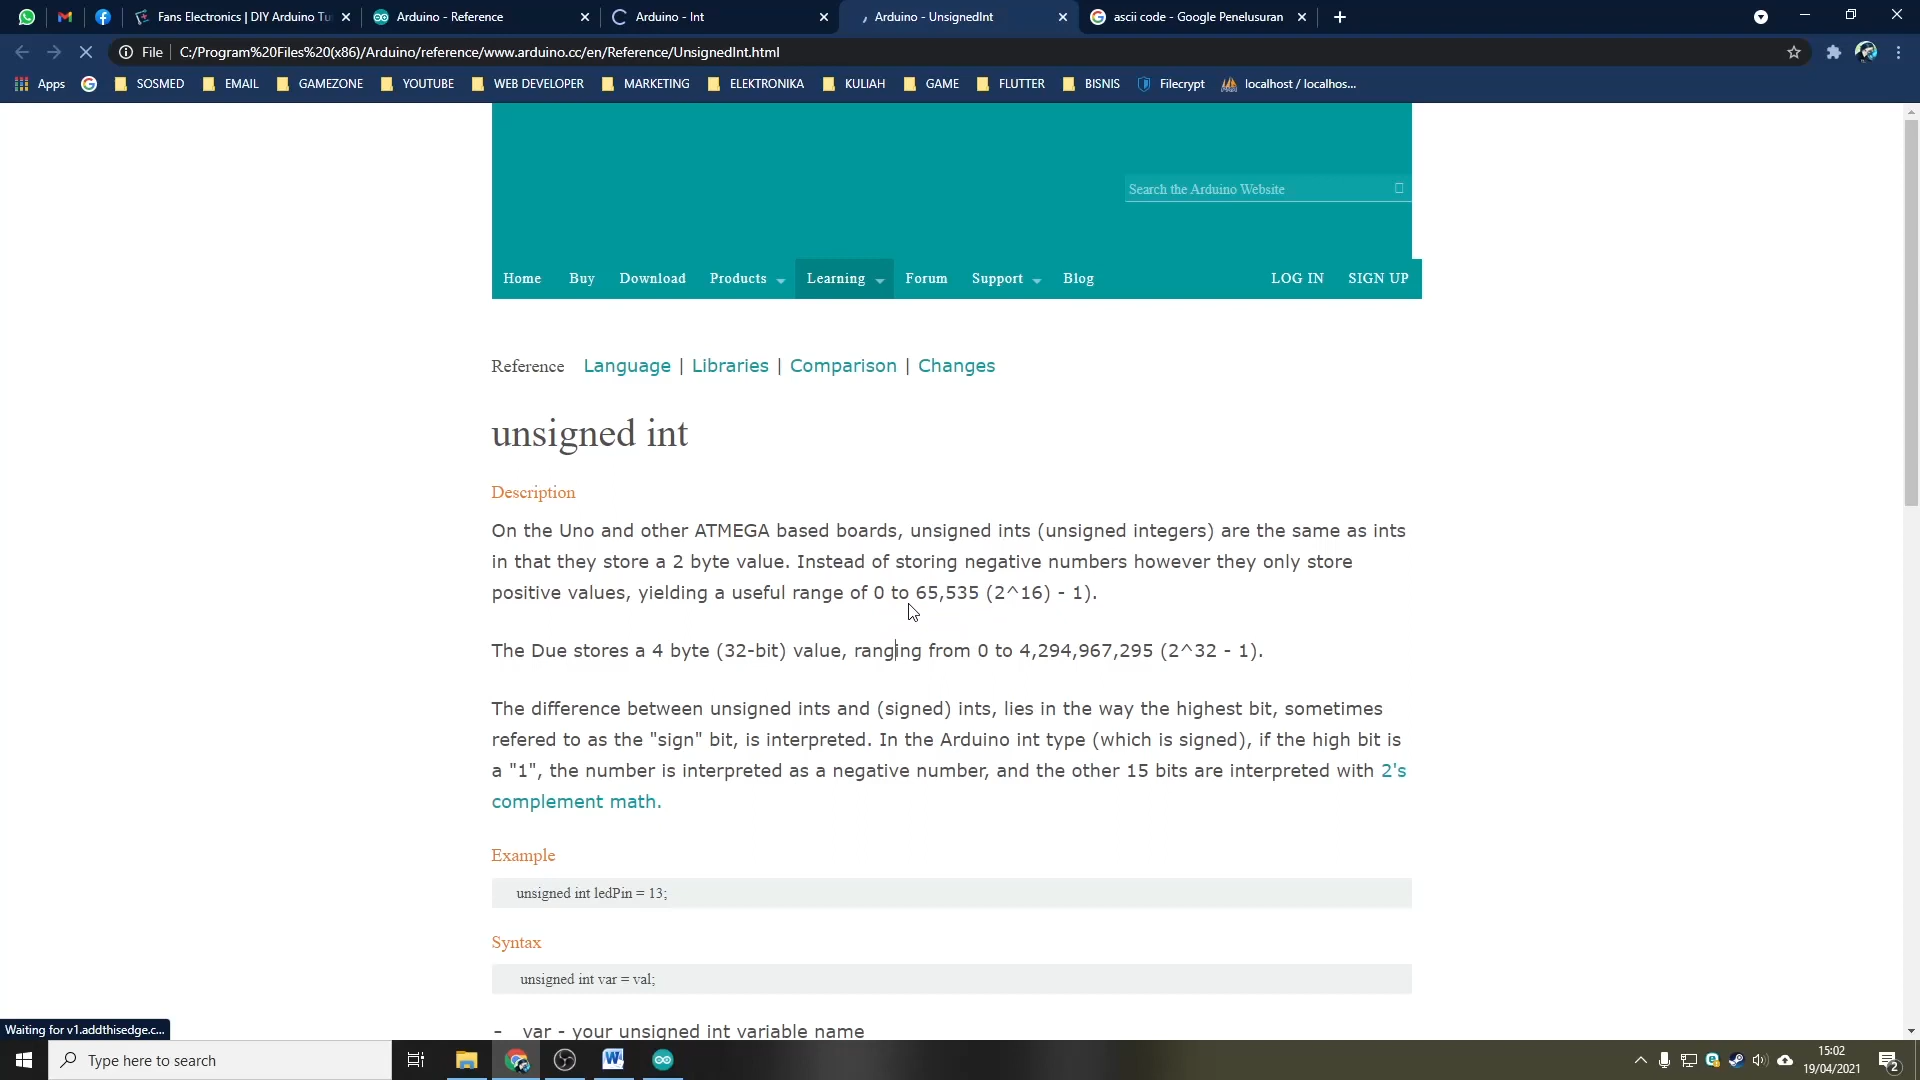 Fans Electronics | DIY Arduino Tu
Arduino - Reference
Arduino - Int
Arduino - UnsignedInt
ascii code - Google Penelusuran
File
C:/Program%20Files%20(x86)/Arduino/reference/www.arduino.cc/en/Reference/UnsignedInt.html
Apps
SOSMED
EMAIL
GAMEZONE
YOUTUBE
WEB DEVELOPER
MARKETING
ELEKTRONIKA
KULIAH
GAME
FLUTTER
BISNIS
Filecrypt
localhost / localhos...
Search the Arduino Website
Home
Buy
Download
Products
Learning
Forum
Support
Blog
LOG IN
SIGN UP
Reference Language | Libraries | Comparison | Changes
unsigned int
Description
On the Uno and other ATMEGA based boards, unsigned ints (unsigned integers) are the same as ints
in that they store a 2 byte value. Instead of storing negative numbers however they only store
positive values, yielding a useful range of 0 to 65,535 (2^16) - 1).
The Due stores a 4 byte (32-bit) value, ranging from 0 to 4,294,967,295 (2^32 - 1).
The difference between unsigned ints and (signed) ints, lies in the way the highest bit, sometimes
refered to as the "sign" bit, is interpreted. In the Arduino int type (which is signed), if the high bit is
a "1", the number is interpreted as a negative number, and the other 15 bits are interpreted with 2's
complement math.
Example
unsigned int ledPin = 13;
Syntax
unsigned int var = val;
- var - your unsigned int variable name
Waiting for v1.addthisedge.c...
Type here to search
15:02
19/04/2021
2